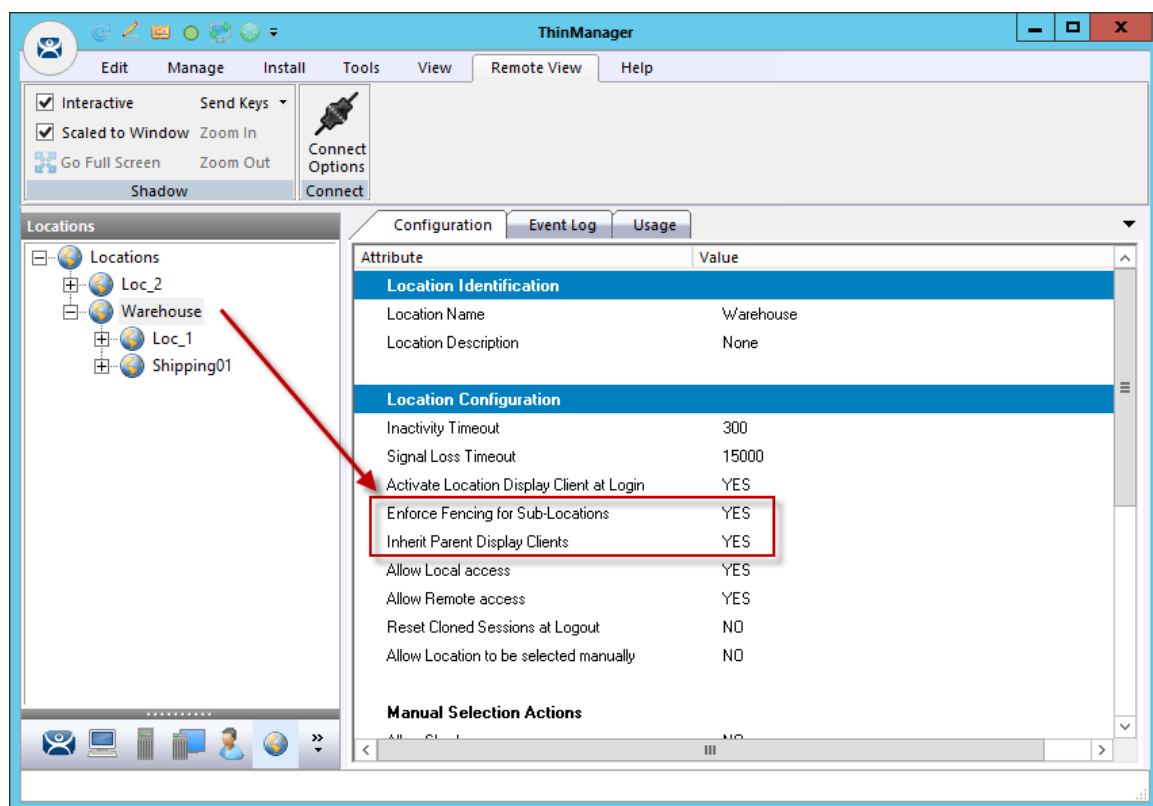 ThinManager
Edit Manage Install Tools View Remote View Help
Interactive Send Keys
Scaled to Window Zoom In
Go Full Screen Zoom Out
Connect Options
Shadow Connect
Locations
Configuration Event Log Usage
Locations
Loc_2
Warehouse
Loc_1
Shipping01
Attribute Value
Location Identification
Location Name Warehouse
Location Description None
Location Configuration
Inactivity Timeout 300
Signal Loss Timeout 15000
Activate Location Display Client at Login YES
Enforce Fencing for Sub-Locations YES
Inherit Parent Display Clients YES
Allow Local access YES
Allow Remote access YES
Reset Cloned Sessions at Logout NO
Allow Location to be selected manually NO
Manual Selection Actions